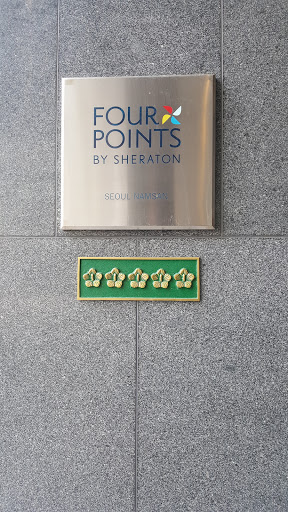 FOUR
POINTS
BY SHERATON
SEOUL NAMSAN